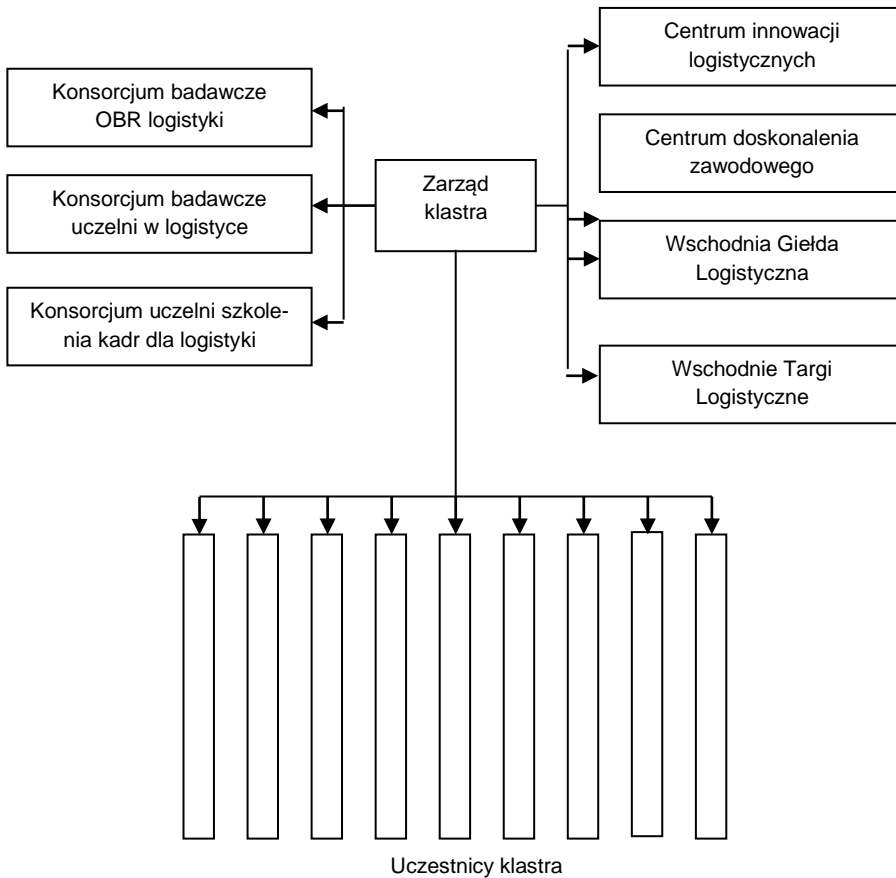 Konsorcjum badawcze
OBR logistyki
Konsorcjum badawcze
uczelni w logistyce
Konsorcjum uczelni szkole-
nia kadr dla logistyki
Zarząd
klastra
Centrum innowacji
logistycznych
Centrum doskonalenia
zawodowego
Wschodnia Giełda
Logistyczna
Wschodnie Targi
Logistyczne
Uczestnicy klastra